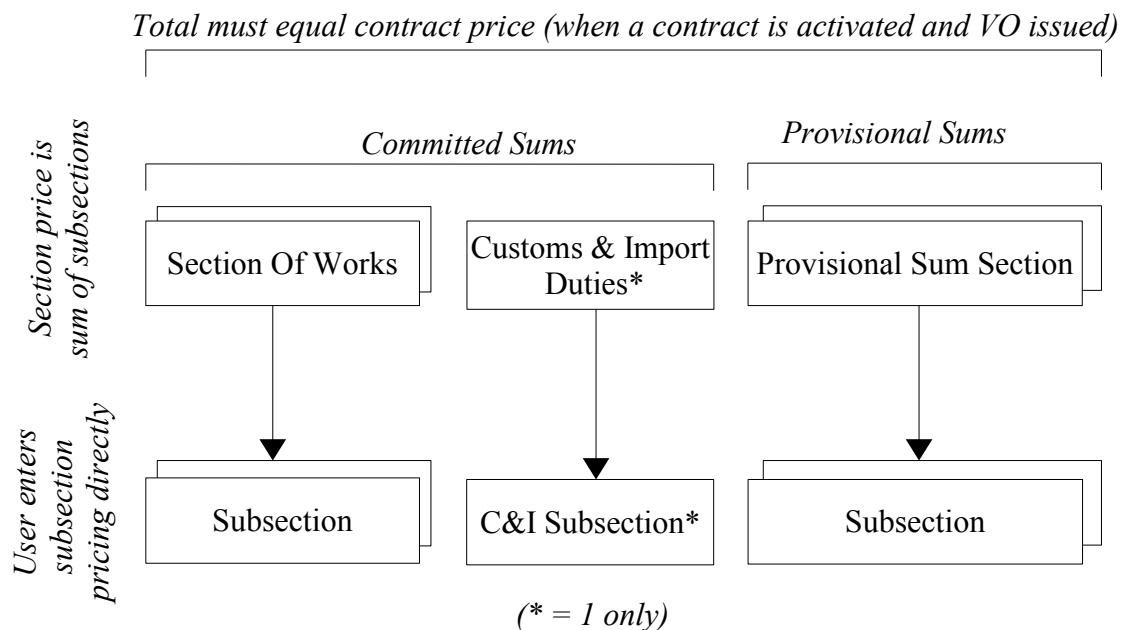 Total must equal contract price (when a contract is activated and VO issued)
Committed Sums
Provisional Sums
Section price is
sum of subsections
Section Of Works
Customs & Import
Duties*
Provisional Sum Section
User enters
subsection
pricing directly
Subsection
C&I Subsection*
Subsection
(* = 1 only)